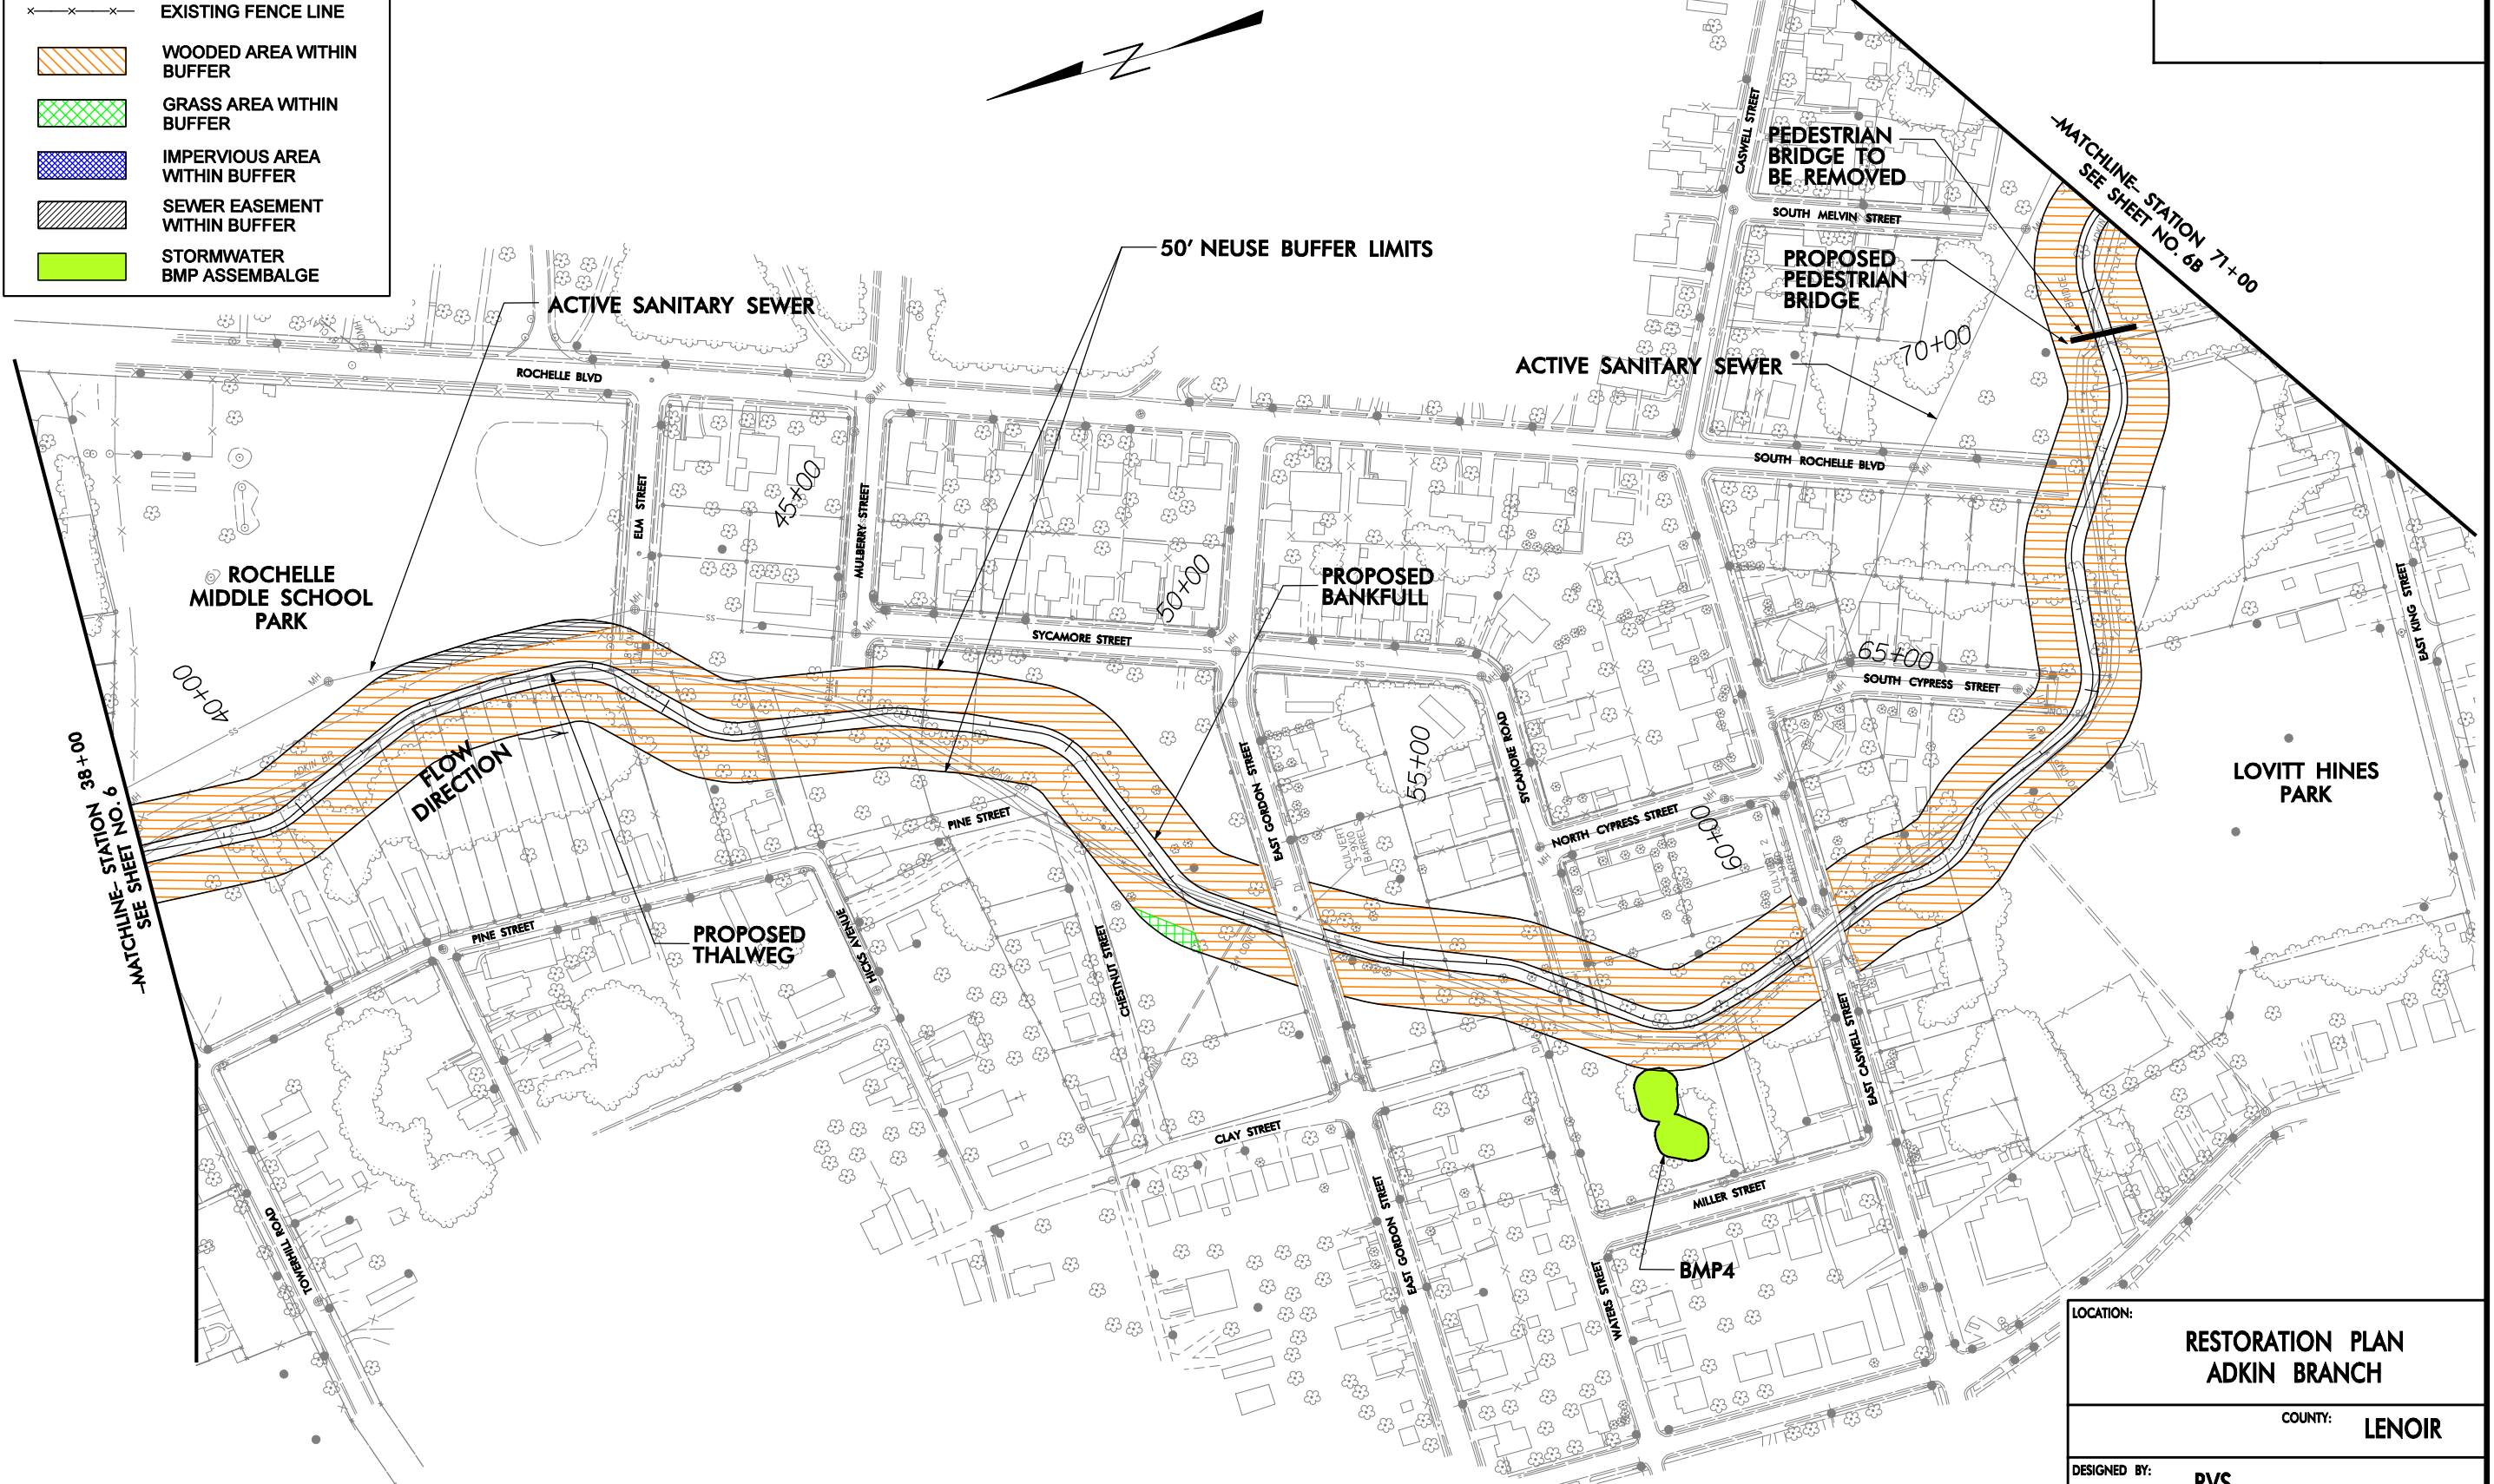 EXISTING FENCE LINE
WOODED AREA WITHIN
BUFFER
GRASS AREA WITHIN
BUFFER
IMPERVIOUS AREA
WITHIN BUFFER
SEWER EASEMENT
WITHIN BUFFER
STORMWATER
BMP ASSEMBALGE
N
50' NEUSE BUFFER LIMITS
ACTIVE SANITARY SEWER
CASWELL STREET
PEDESTRIAN
BRIDGE TO
BE REMOVED
SOUTH MELVIN STREET
PROPOSED
PEDESTRIAN
BRIDGE
MATCHLINE- STATION 71+00
SEE SHEET NO. 6B
ACTIVE SANITARY SEWER
70+00
BRIDGE
ROCHELLE BLVD
SOUTH ROCHELLE BLVD
ELM STREET
45+00
MULBERRY STREET
50+00
ROCHELLE
MIDDLE SCHOOL
PARK
PROPOSED
BANKFULL
SYCAMORE STREET
65+00
SOUTH CYPRESS STREET
EAST KING STREET
40+00
MATCHLINE- STATION 38+00
SEE SHEET NO. 6
ADKIN BR
FLOW
DIRECTION
ADKIN BR
EAST GORDON STREET
55+00
SYCAMORE ROAD
NORTH CYPRESS STREET
60+00
LOVITT HINES
PARK
PINE STREET
PINE STREET
PROPOSED
THALWEG
HICKS AVENUE
CHESTNUT STREET
EAST CASWELL STREET
CLAY STREET
EAST GORDON STREET
MILLER STREET
WATERS STREET
BMP4
TOWERHILL ROAD
LOCATION:
RESTORATION PLAN
ADKIN BRANCH
COUNTY: LENOIR
DESIGNED BY: